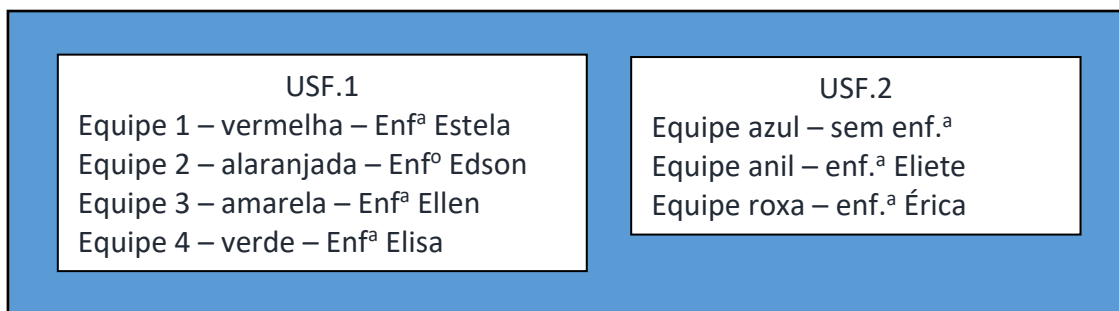 USF.1
Equipe 1 – vermelha – Enfª Estela
Equipe 2 – alaranjada – Enfº Edson
Equipe 3 – amarela – Enfª Ellen
Equipe 4 – verde – Enfª Elisa
USF.2
Equipe azul – sem enf.ª
Equipe anil – enf.ª Eliete
Equipe roxa – enf.ª Érica